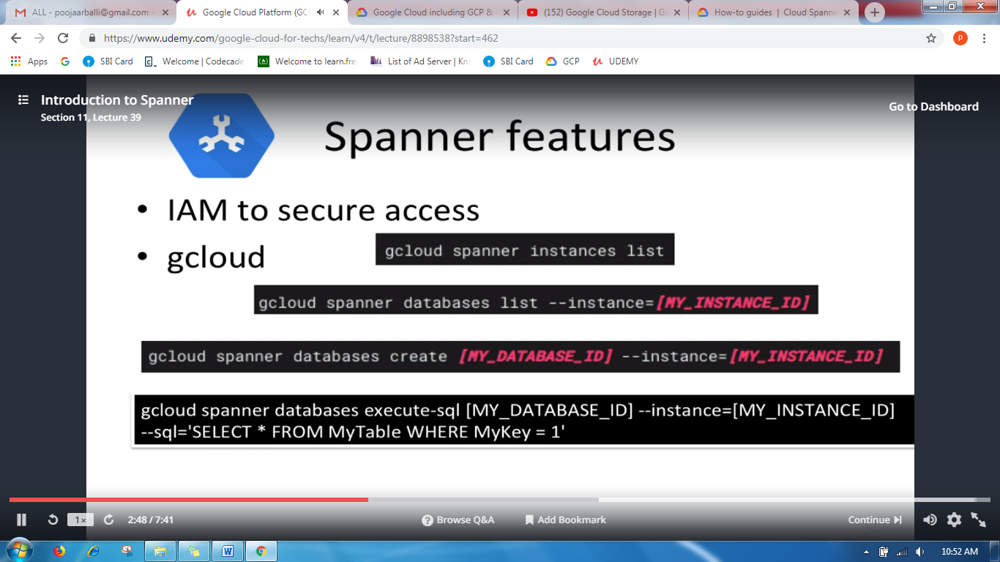 ALL - poojaarballi@gmail.com -
Google Cloud Platform (GC
Google Cloud including GCP &
(152) Google Cloud Storage | G
How-to guides | Cloud Spanne
https://www.udemy.com/google-cloud-for-techs/learn/v4/t/lecture/8898538?start=462
P
Apps
SBI Card
Welcome | Codecade
Welcome to learn.fre
List of Ad Server | Kno
SBI Card
GCP
UDEMY
Introduction to Spanner
Section 11, Lecture 39
Go to Dashboard
Spanner features
• IAM to secure access
• gcloud
gcloud spanner instances list
gcloud spanner databases list --instance=[MY_INSTANCE_ID]
gcloud spanner databases create [MY_DATABASE_ID] --instance=[MY_INSTANCE_ID]
gcloud spanner databases execute-sql [MY_DATABASE_ID] --instance=[MY_INSTANCE_ID]
--sql='SELECT * FROM MyTable WHERE MyKey = 1'
1x
2:48 / 7:41
Browse Q&A
Add Bookmark
Continue
10:52 AM